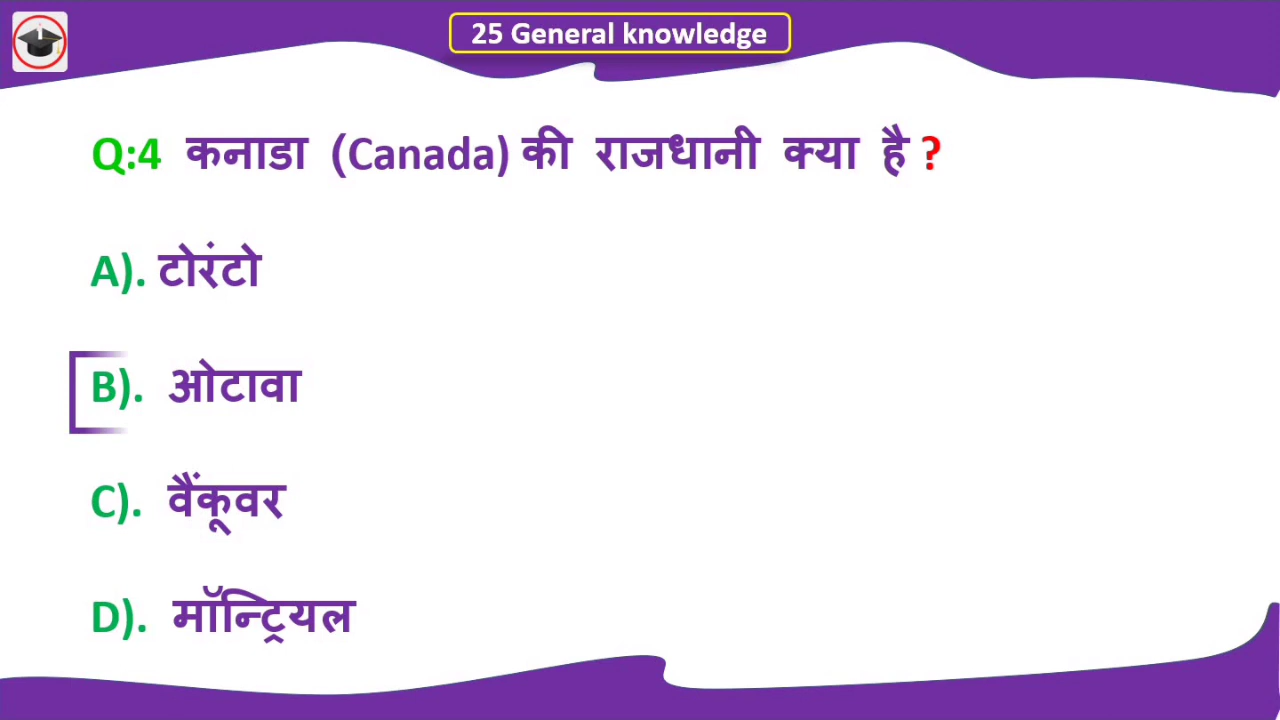 25 General knowledge
Q:4 कनाडा (Canada) की राजधानी क्या है ?
A). टोरंटो
B). ओटावा
C). वैंकूवर
D). मॉन्ट्रियल